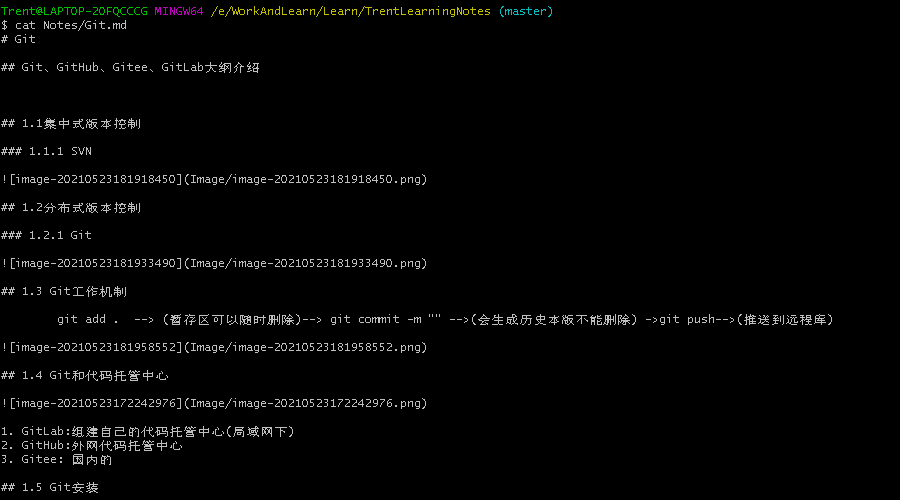 Trent@LAPTOP-2OFQCCCG MINGW64 /e/WorkAndLearn/Learn/TrentLearningNotes (master)
$ cat Notes/Git.md
# Git
## Git、GitHub、Gitee、GitLab大纲介绍
## 1.1集中式版本控制
### 1.1.1 SVN
![image-20210523181918450](Image/image-20210523181918450.png)
## 1.2分布式版本控制
### 1.2.1 Git
![image-20210523181933490](Image/image-20210523181933490.png)
## 1.3 Git工作机制
git add .  --> (暂存区可以随时删除)--> git commit -m "" -->(会生成历史本版不能删除) ->git push-->(推送到远程库)
![image-20210523181958552](Image/image-20210523181958552.png)
## 1.4 Git和代码托管中心
![image-20210523172242976](Image/image-20210523172242976.png)
1. GitLab:组建自己的代码托管中心(局域网下)
2. GitHub:外网代码托管中心
3. Gitee: 国内的
## 1.5 Git安装